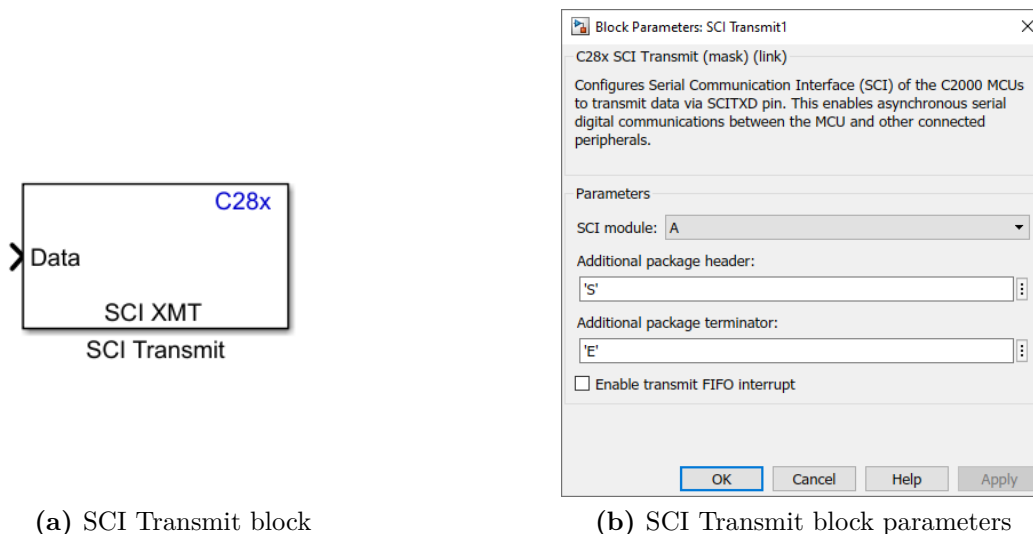 C28x
Data
SCI XMT
SCI Transmit
(a) SCI Transmit block
Block Parameters: SCI Transmit1
C28x SCI Transmit (mask) (link)
Configures Serial Communication Interface (SCI) of the C2000 MCUs
to transmit data via SCITXD pin. This enables asynchronous serial
digital communications between the MCU and other connected
peripherals.
Parameters
SCI module: A
Additional package header:
'S'
Additional package terminator:
'E'
Enable transmit FIFO interrupt
OK Cancel Help Apply
(b) SCI Transmit block parameters